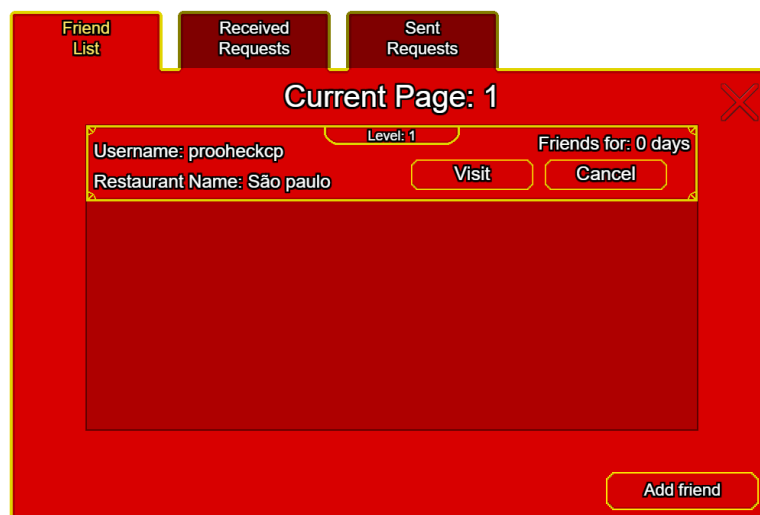 Friend
List
Received
Requests
Sent
Requests
Current Page: 1
Level: 1
Username: prooheckcp
Friends for: 0 days
Restaurant Name: São paulo
Visit
Cancel
Add friend